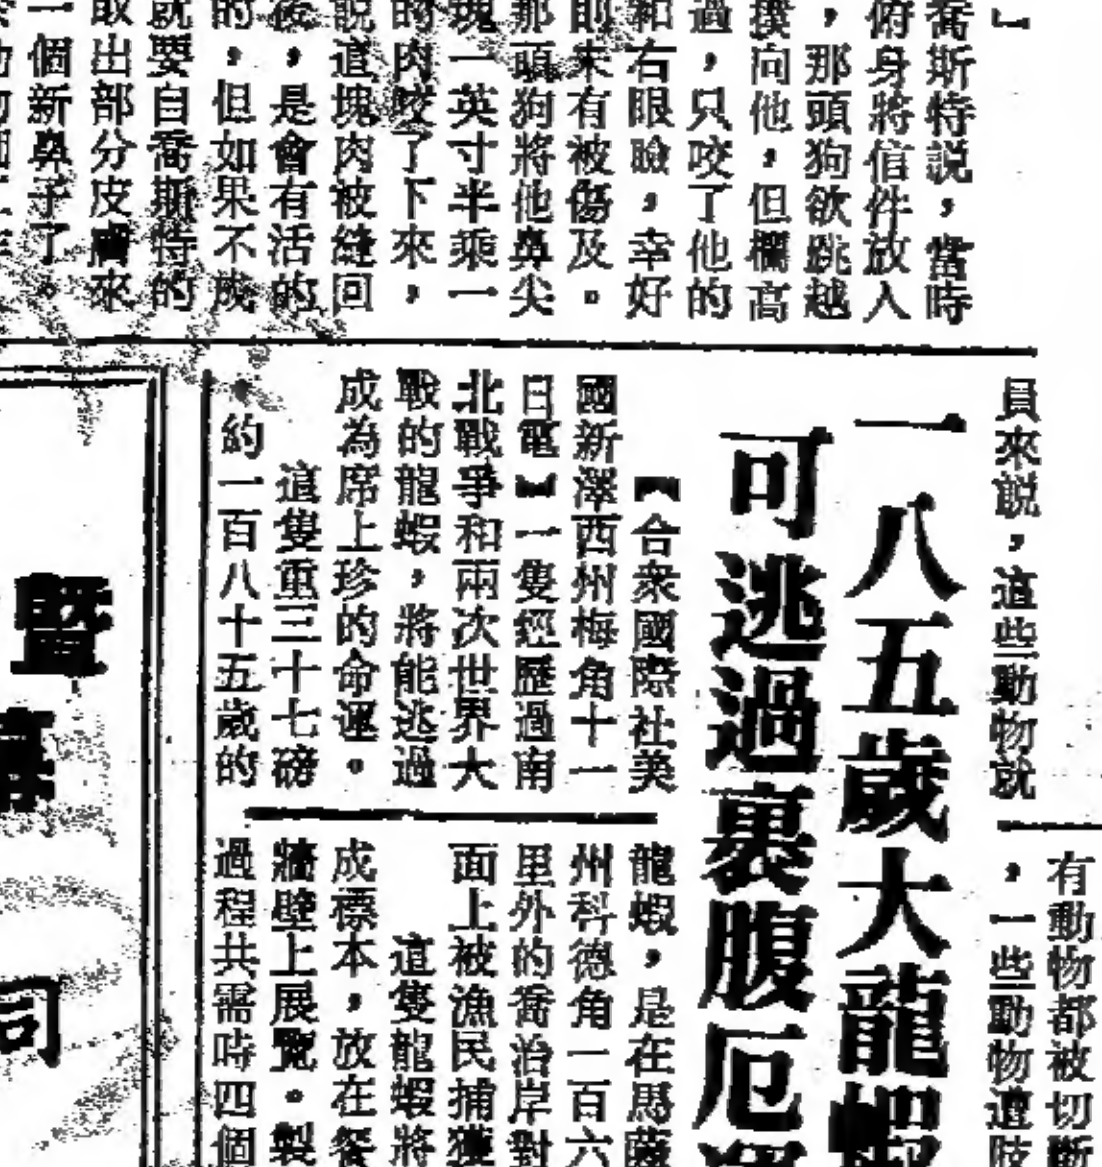 』
喬斯特説，當時
俯身將信件放入
，那頭狗欲跳越
撲向他，但欄高
過，只咬了他的
和右眼瞼，幸好
即來有被傷及。
那頭狗將他鼻尖
塊一英寸半乘一
的肉咬了下來，
説這塊肉被縫回
後，是會有活的
的，但如果不成
就要自喬斯特的
取出部分皮膚來
一個新鼻子了。
員來説，這些動物就
有動物都被切斷
，一些動物遭肢
一八五歲大龍蝦
可逃過裹腹厄運
【合衆國際社美
國新澤西州梅角十一
日電】一隻經歷過南
北戰爭和兩次世界大
戰的龍蝦，將能逃過
成為席上珍的命運。
這隻重三十七磅
，約一百八十五歲的
龍蝦，是在馬薩
州科德角一百六
里外的喬治岸對
面上被漁民捕獲
這隻龍蝦將
成標本，放在餐
牆壁上展覽。製
過程共需時四個
暨
司